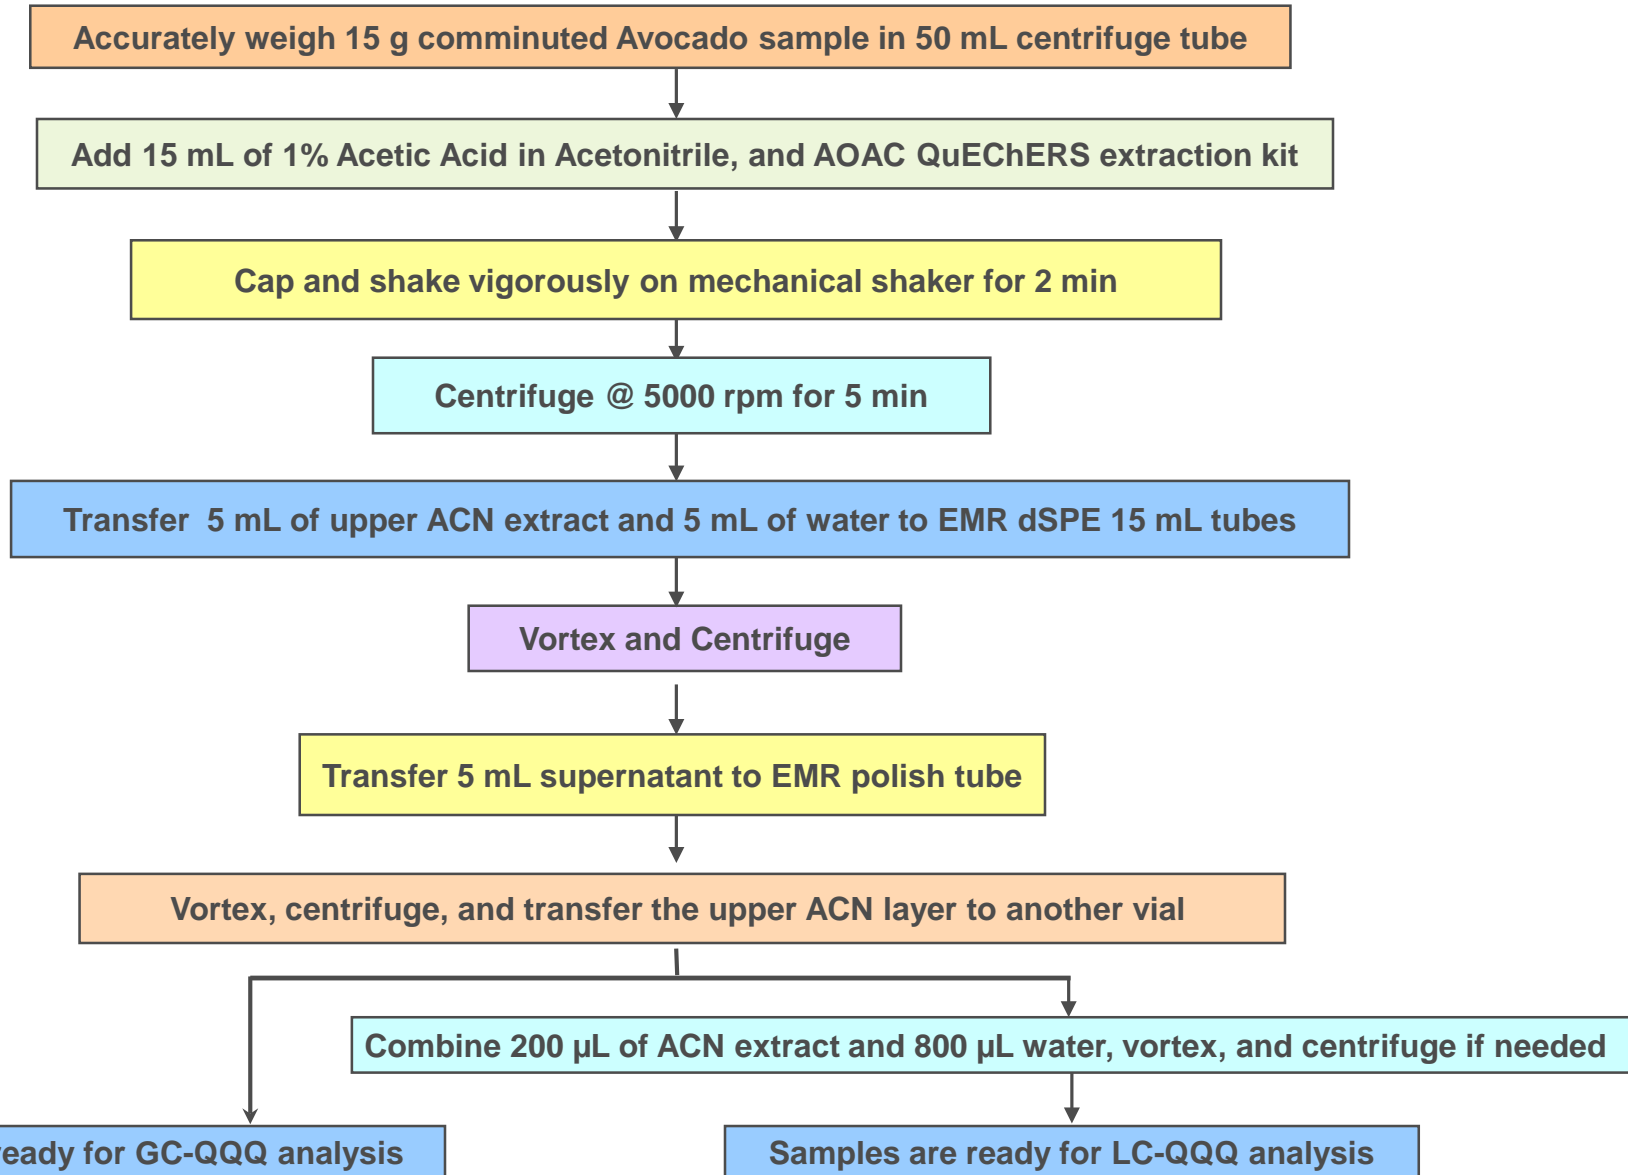 Accurately weigh 15 g comminuted Avocado sample in 50 mL centrifuge tube
Add 15 mL of 1% Acetic Acid in Acetonitrile, and AOAC QuEChERS extraction kit
Cap and shake vigorously on mechanical shaker for 2 min
Centrifuge @ 5000 rpm for 5 min
Transfer 5 mL of upper ACN extract and 5 mL of water to EMR dSPE 15 mL tubes
Vortex and Centrifuge
Transfer 5 mL supernatant to EMR polish tube
Vortex, centrifuge, and transfer the upper ACN layer to another vial
Combine 200 µL of ACN extract and 800 µL water, vortex, and centrifuge if needed
ready for GC-QQQ analysis
Samples are ready for LC-QQQ analysis